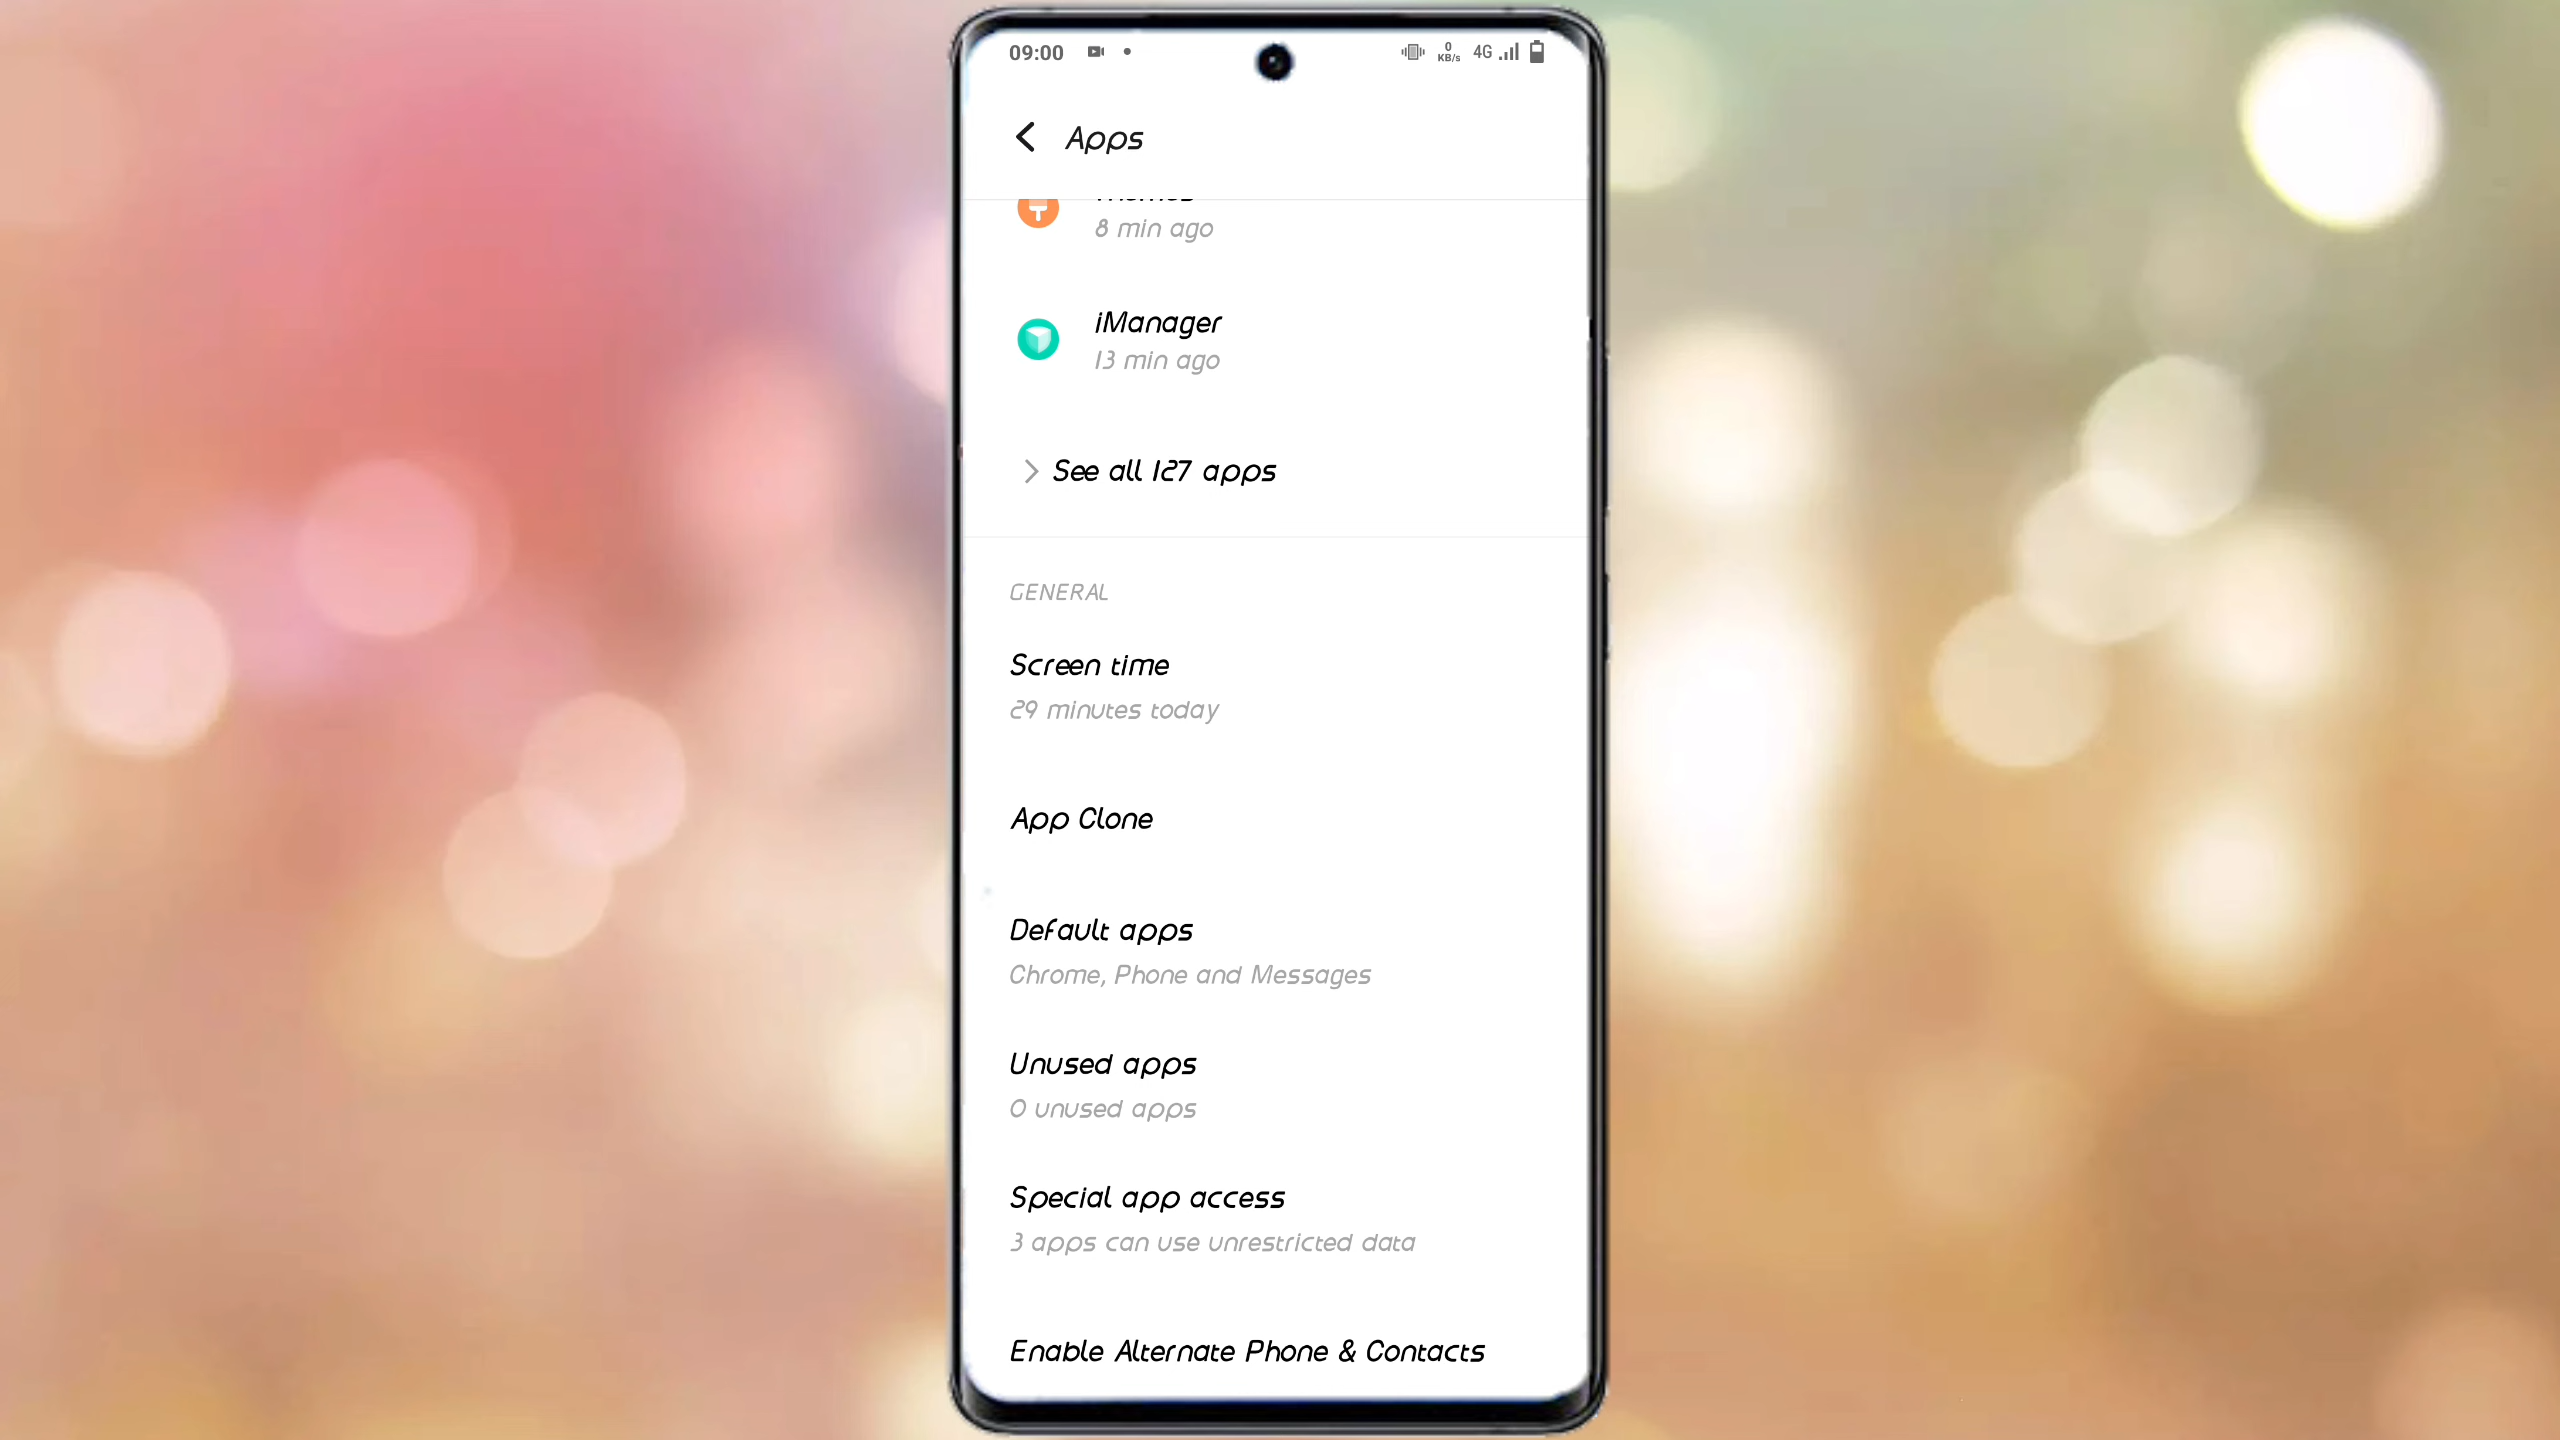 09:00
0
KB/s
4G
Apps
8 min ago
iManager
13 min ago
See all 127 apps
GENERAL
Screen time
29 minutes today
App Clone
Default apps
Chrome, Phone and Messages
Unused apps
0 unused apps
Special app access
3 apps can use unrestricted data
Enable Alternate Phone & Contacts